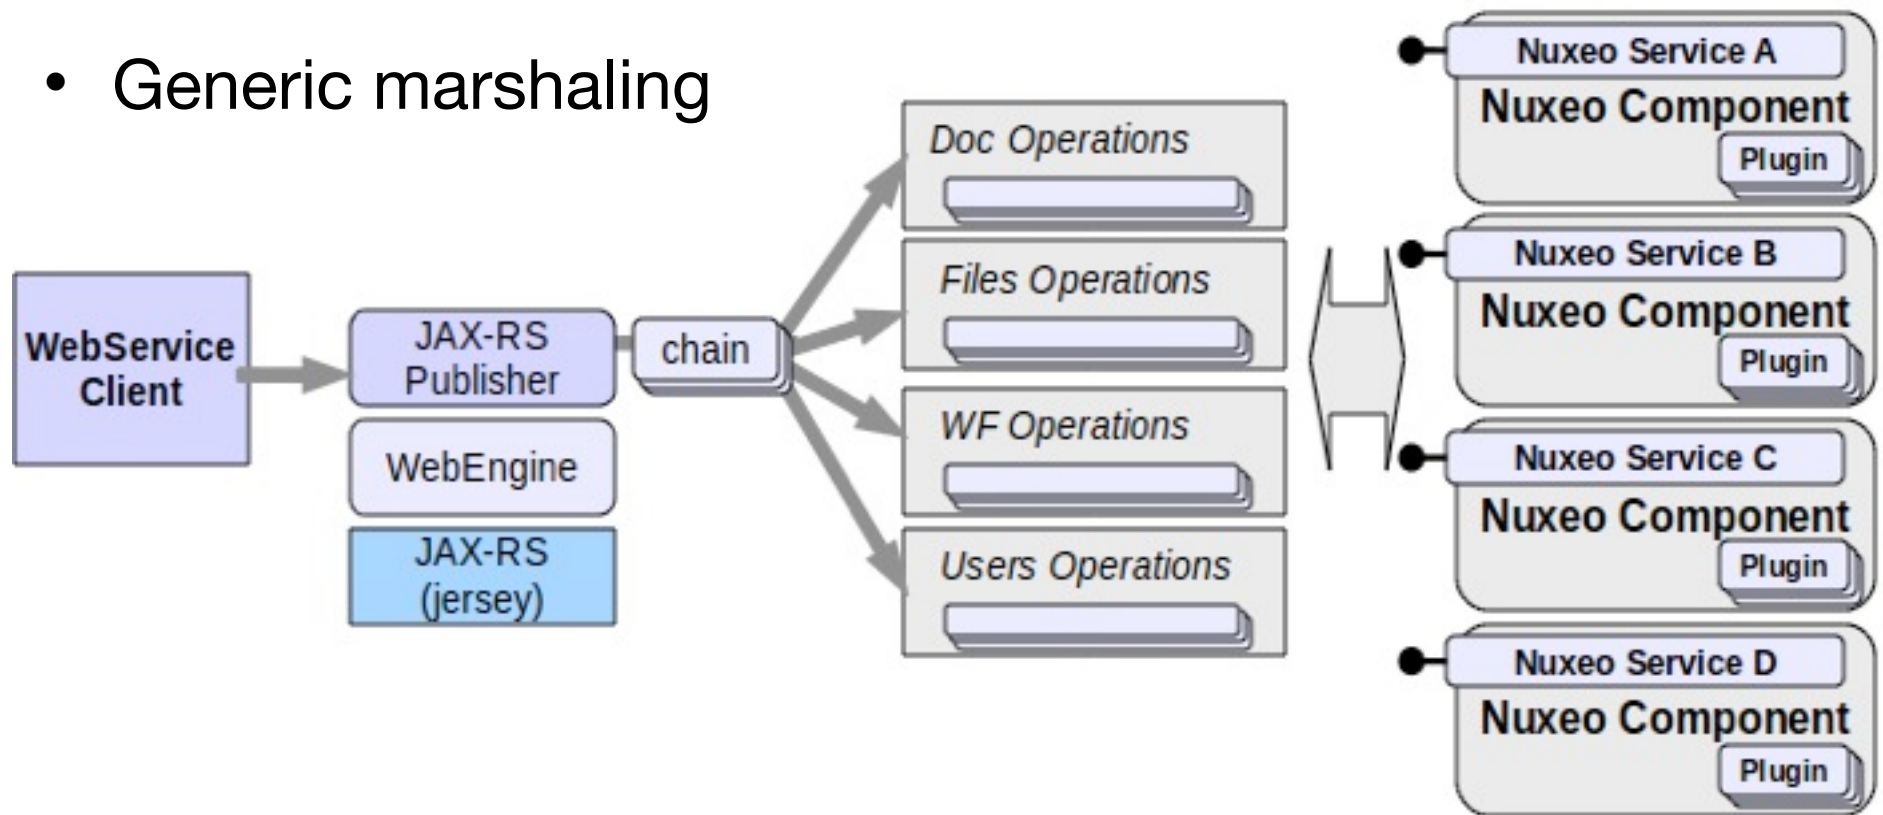 • Generic marshaling
WebService
Client
JAX-RS
Publisher
WebEngine
JAX-RS
(jersey)
chain
Doc Operations
Files Operations
WF Operations
Users Operations
Nuxeo Service A
Nuxeo Component
Plugin
Nuxeo Service B
Nuxeo Component
Plugin
Nuxeo Service C
Nuxeo Component
Plugin
Nuxeo Service D
Nuxeo Component
Plugin